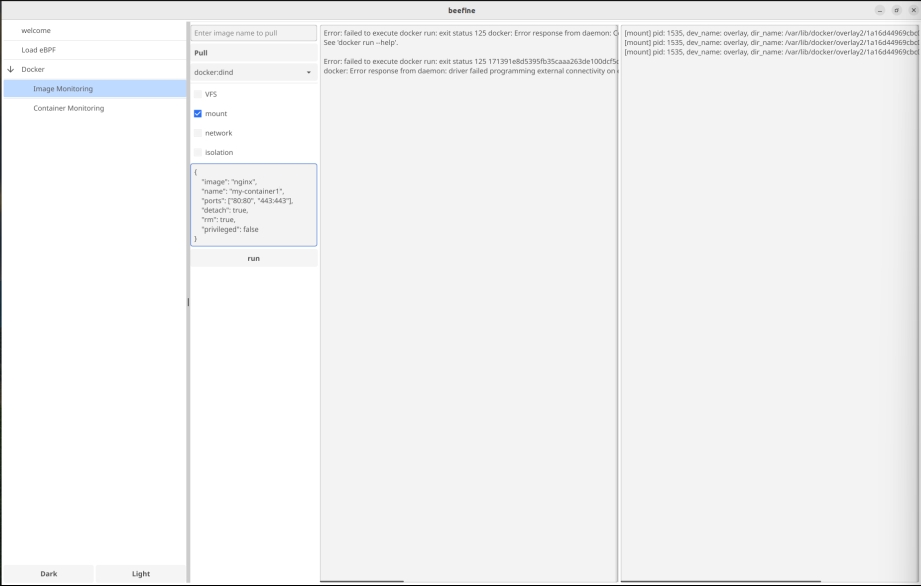 beefine
welcome
Load eBPF
Docker
Image Monitoring
Container Monitoring
Dark
Light
Enter image name to pull
Pull
docker:dind
VFS
mount
network
isolation
{
"image": "nginx",
"name": "my-container1",
"ports": ["80:80", "443:443"],
"detach": true,
"rm": true,
"privileged": false
}
run
Error: failed to execute docker run: exit status 125 docker: Error response from daemon:
See 'docker run --help'.
Error: failed to execute docker run: exit status 125 171391e8d5395fb35caaa263de100dcf5
docker: Error response from daemon: driver failed programming external connectivity on
[mount] pid: 1535, dev_name: overlay, dir_name: /var/lib/docker/overlay2/1a16d44969cbc
[mount] pid: 1535, dev_name: overlay, dir_name: /var/lib/docker/overlay2/1a16d44969cbc
[mount] pid: 1535, dev_name: overlay, dir_name: /var/lib/docker/overlay2/1a16d44969cbc